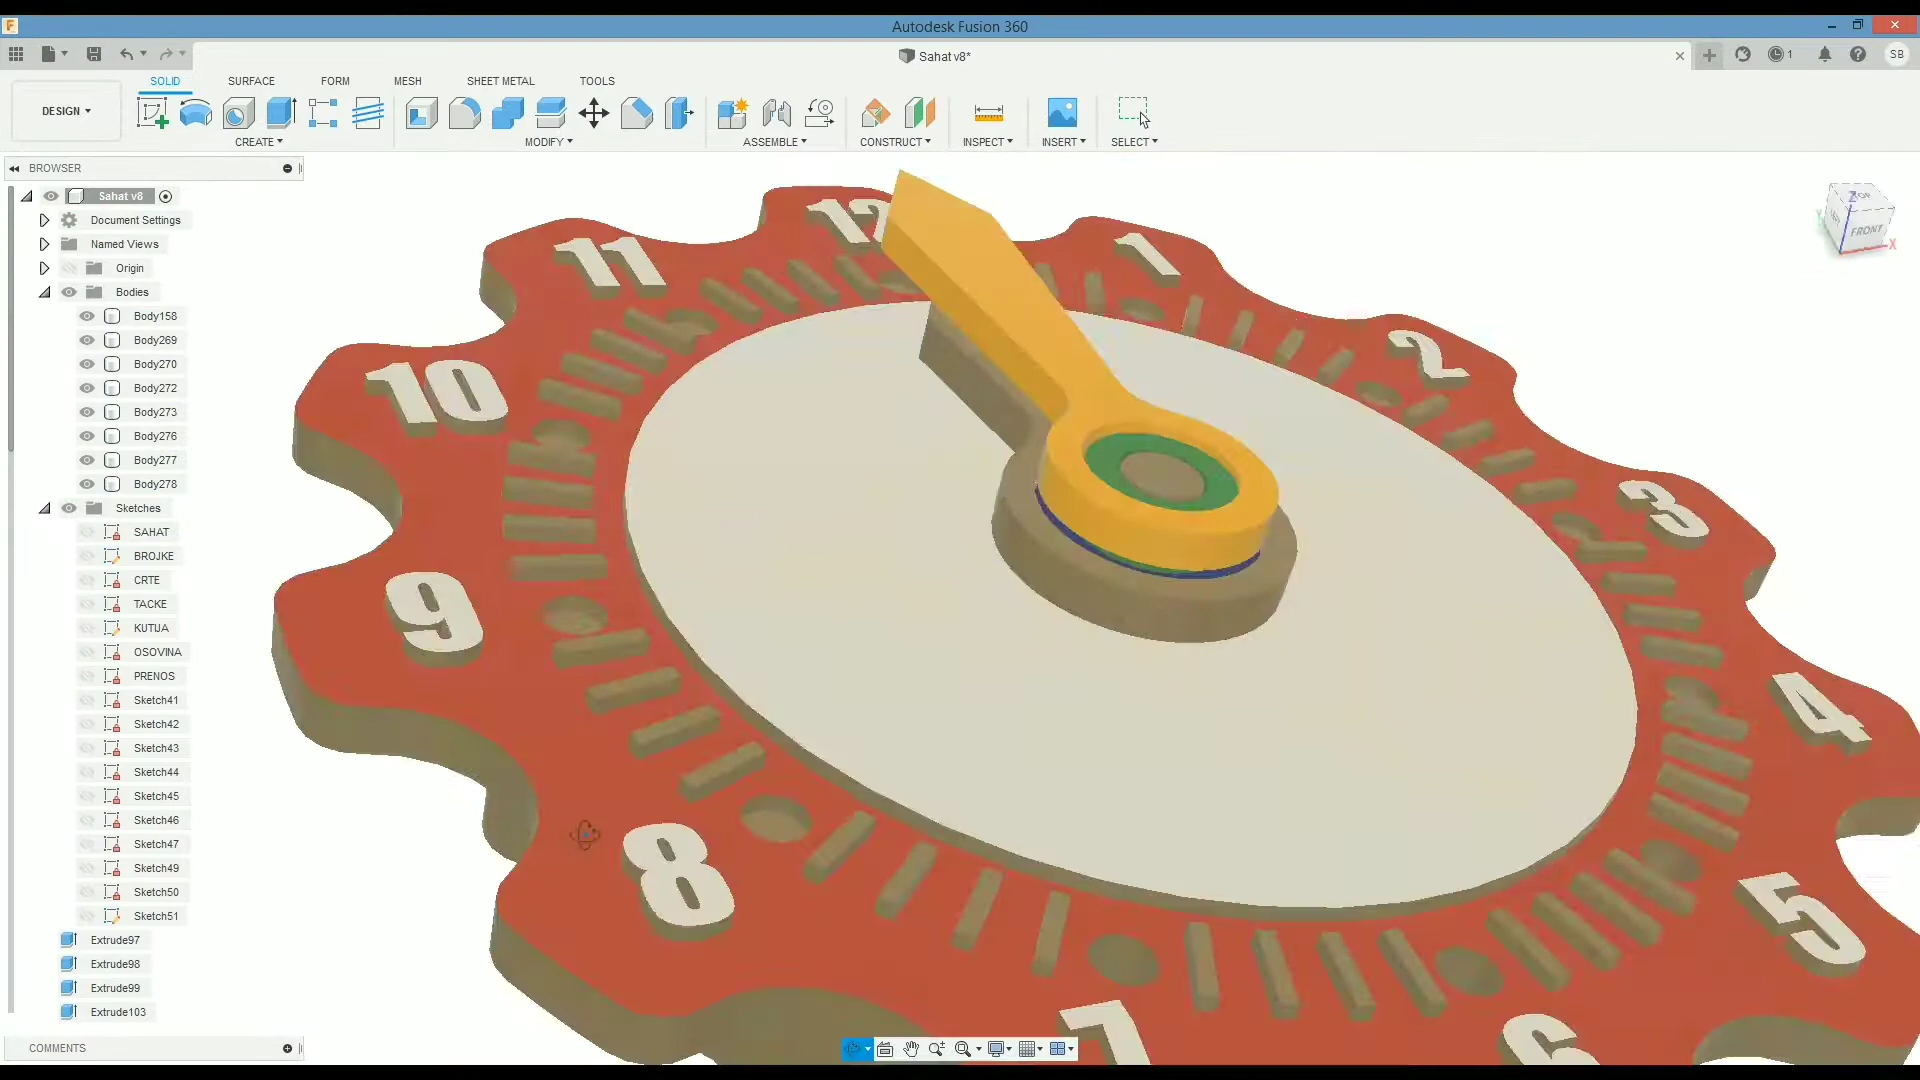 Autodesk Fusion 360
Sahat v8*
1
SB
DESIGN
SOLID
SURFACE
FORM
MESH
SHEET METAL
TOOLS
CREATE
MODIFY
ASSEMBLE
CONSTRUCT
INSPECT
INSERT
SELECT
BROWSER
Sahat v8
Document Settings
Named Views
Origin
Bodies
Body158
Body269
Body270
Body272
Body273
Body276
Body277
Body278
Sketches
SAHAT
BROJKE
CRTE
TACKE
KUTIJA
OSOVINA
PRENOS
Sketch41
Sketch42
Sketch43
Sketch44
Sketch45
Sketch46
Sketch47
Sketch49
Sketch50
Sketch51
Extrude97
Extrude98
Extrude99
Extrude103
COMMENTS
12
1
2
3
4
5
6
7
8
9
10
11
Z
TOP
FRONT
X